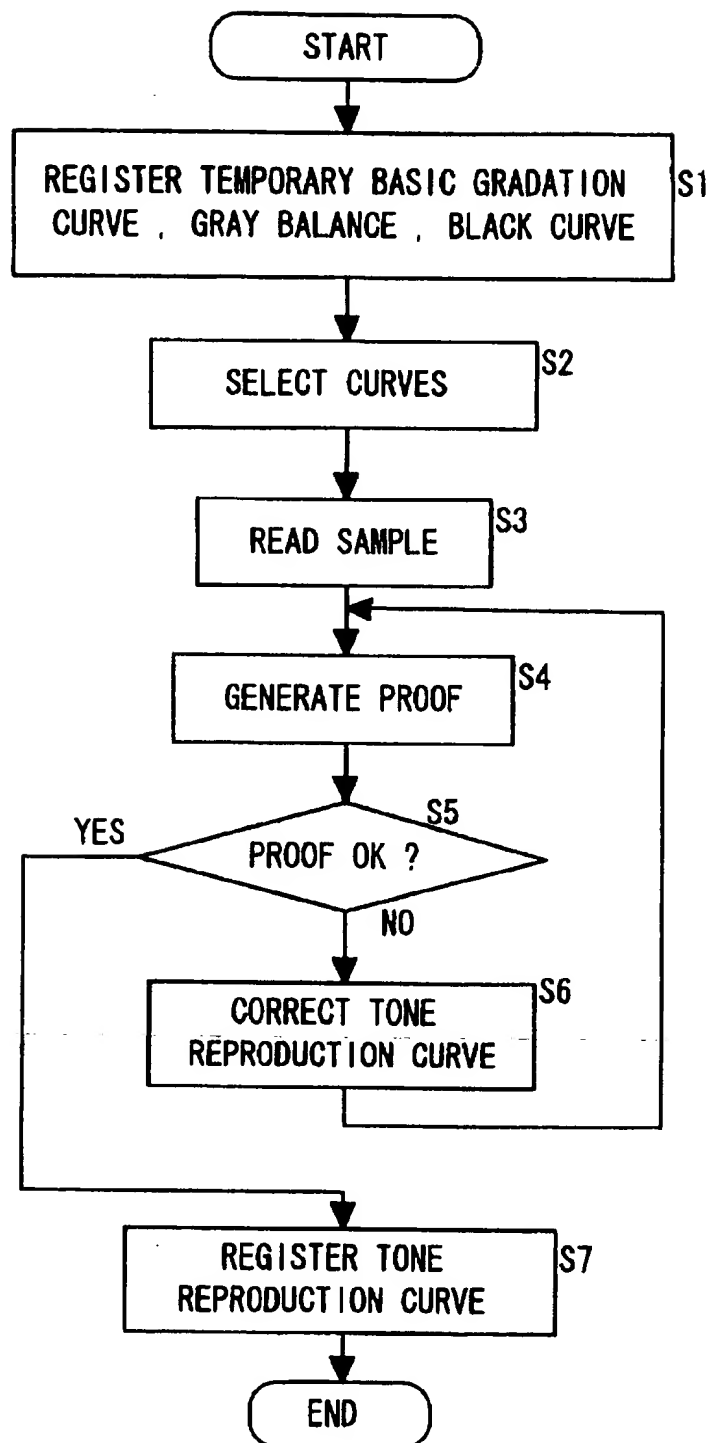 START
REGISTER TEMPORARY BASIC GRADATION
CURVE , GRAY BALANCE , BLACK CURVE
S1
SELECT CURVES
S2
READ SAMPLE
S3
GENERATE PROOF
S4
PROOF OK ?
S5
YES
NO
CORRECT TONE
REPRODUCTION CURVE
S6
REGISTER TONE
REPRODUCTION CURVE
S7
END